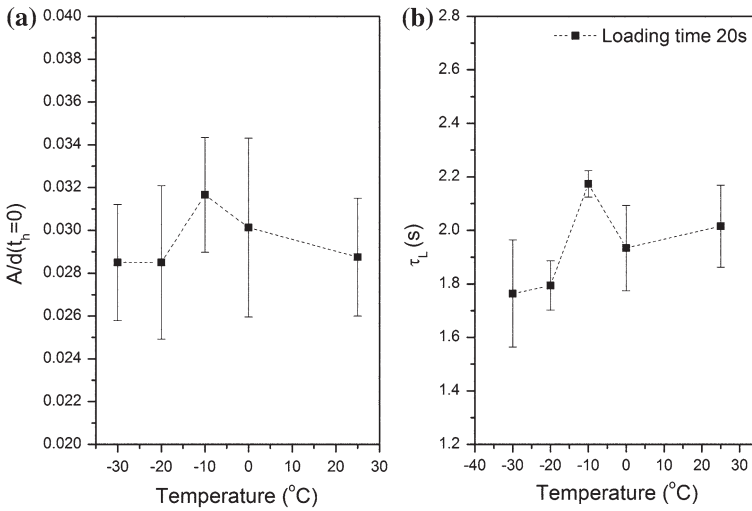 (a)
0.040
0.038
0.036
0.034
0.032
0.030
0.028
0.026
0.024
0.022
0.020
A/d(th=0)
-30 -20 -10 0 10 20 30
Temperature (°C)
(b)
2.8
2.6
2.4
2.2
2.0
1.8
1.6
1.4
1.2
τL (s)
Loading time 20s
-40 -30 -20 -10 0 10 20 30
Temperature (°C)